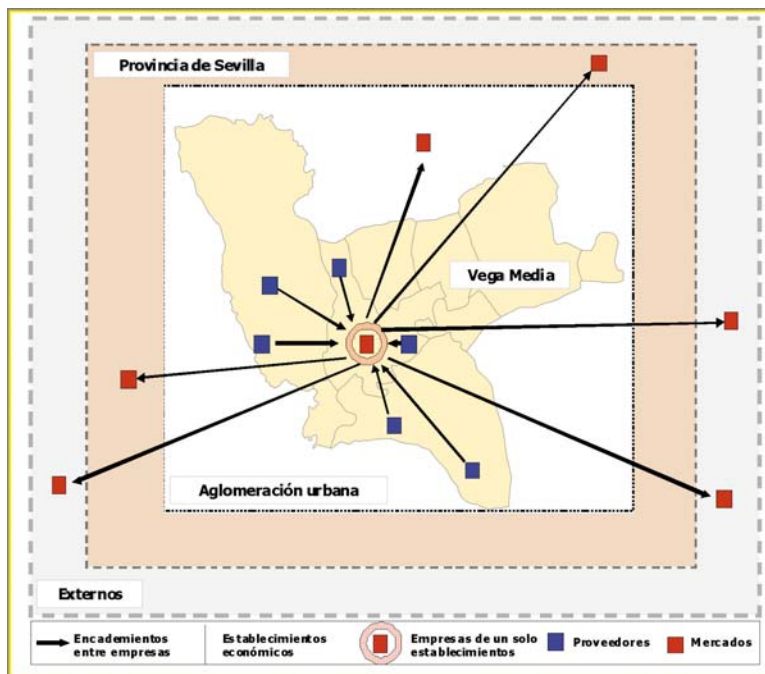 Provincia de Sevilla
Vega Media
Aglomeración urbana
Externos
Encademientos
entre empresas
Establecimientos
económicos
Empresas de un solo
establecimientos
Proveedores
Mercados